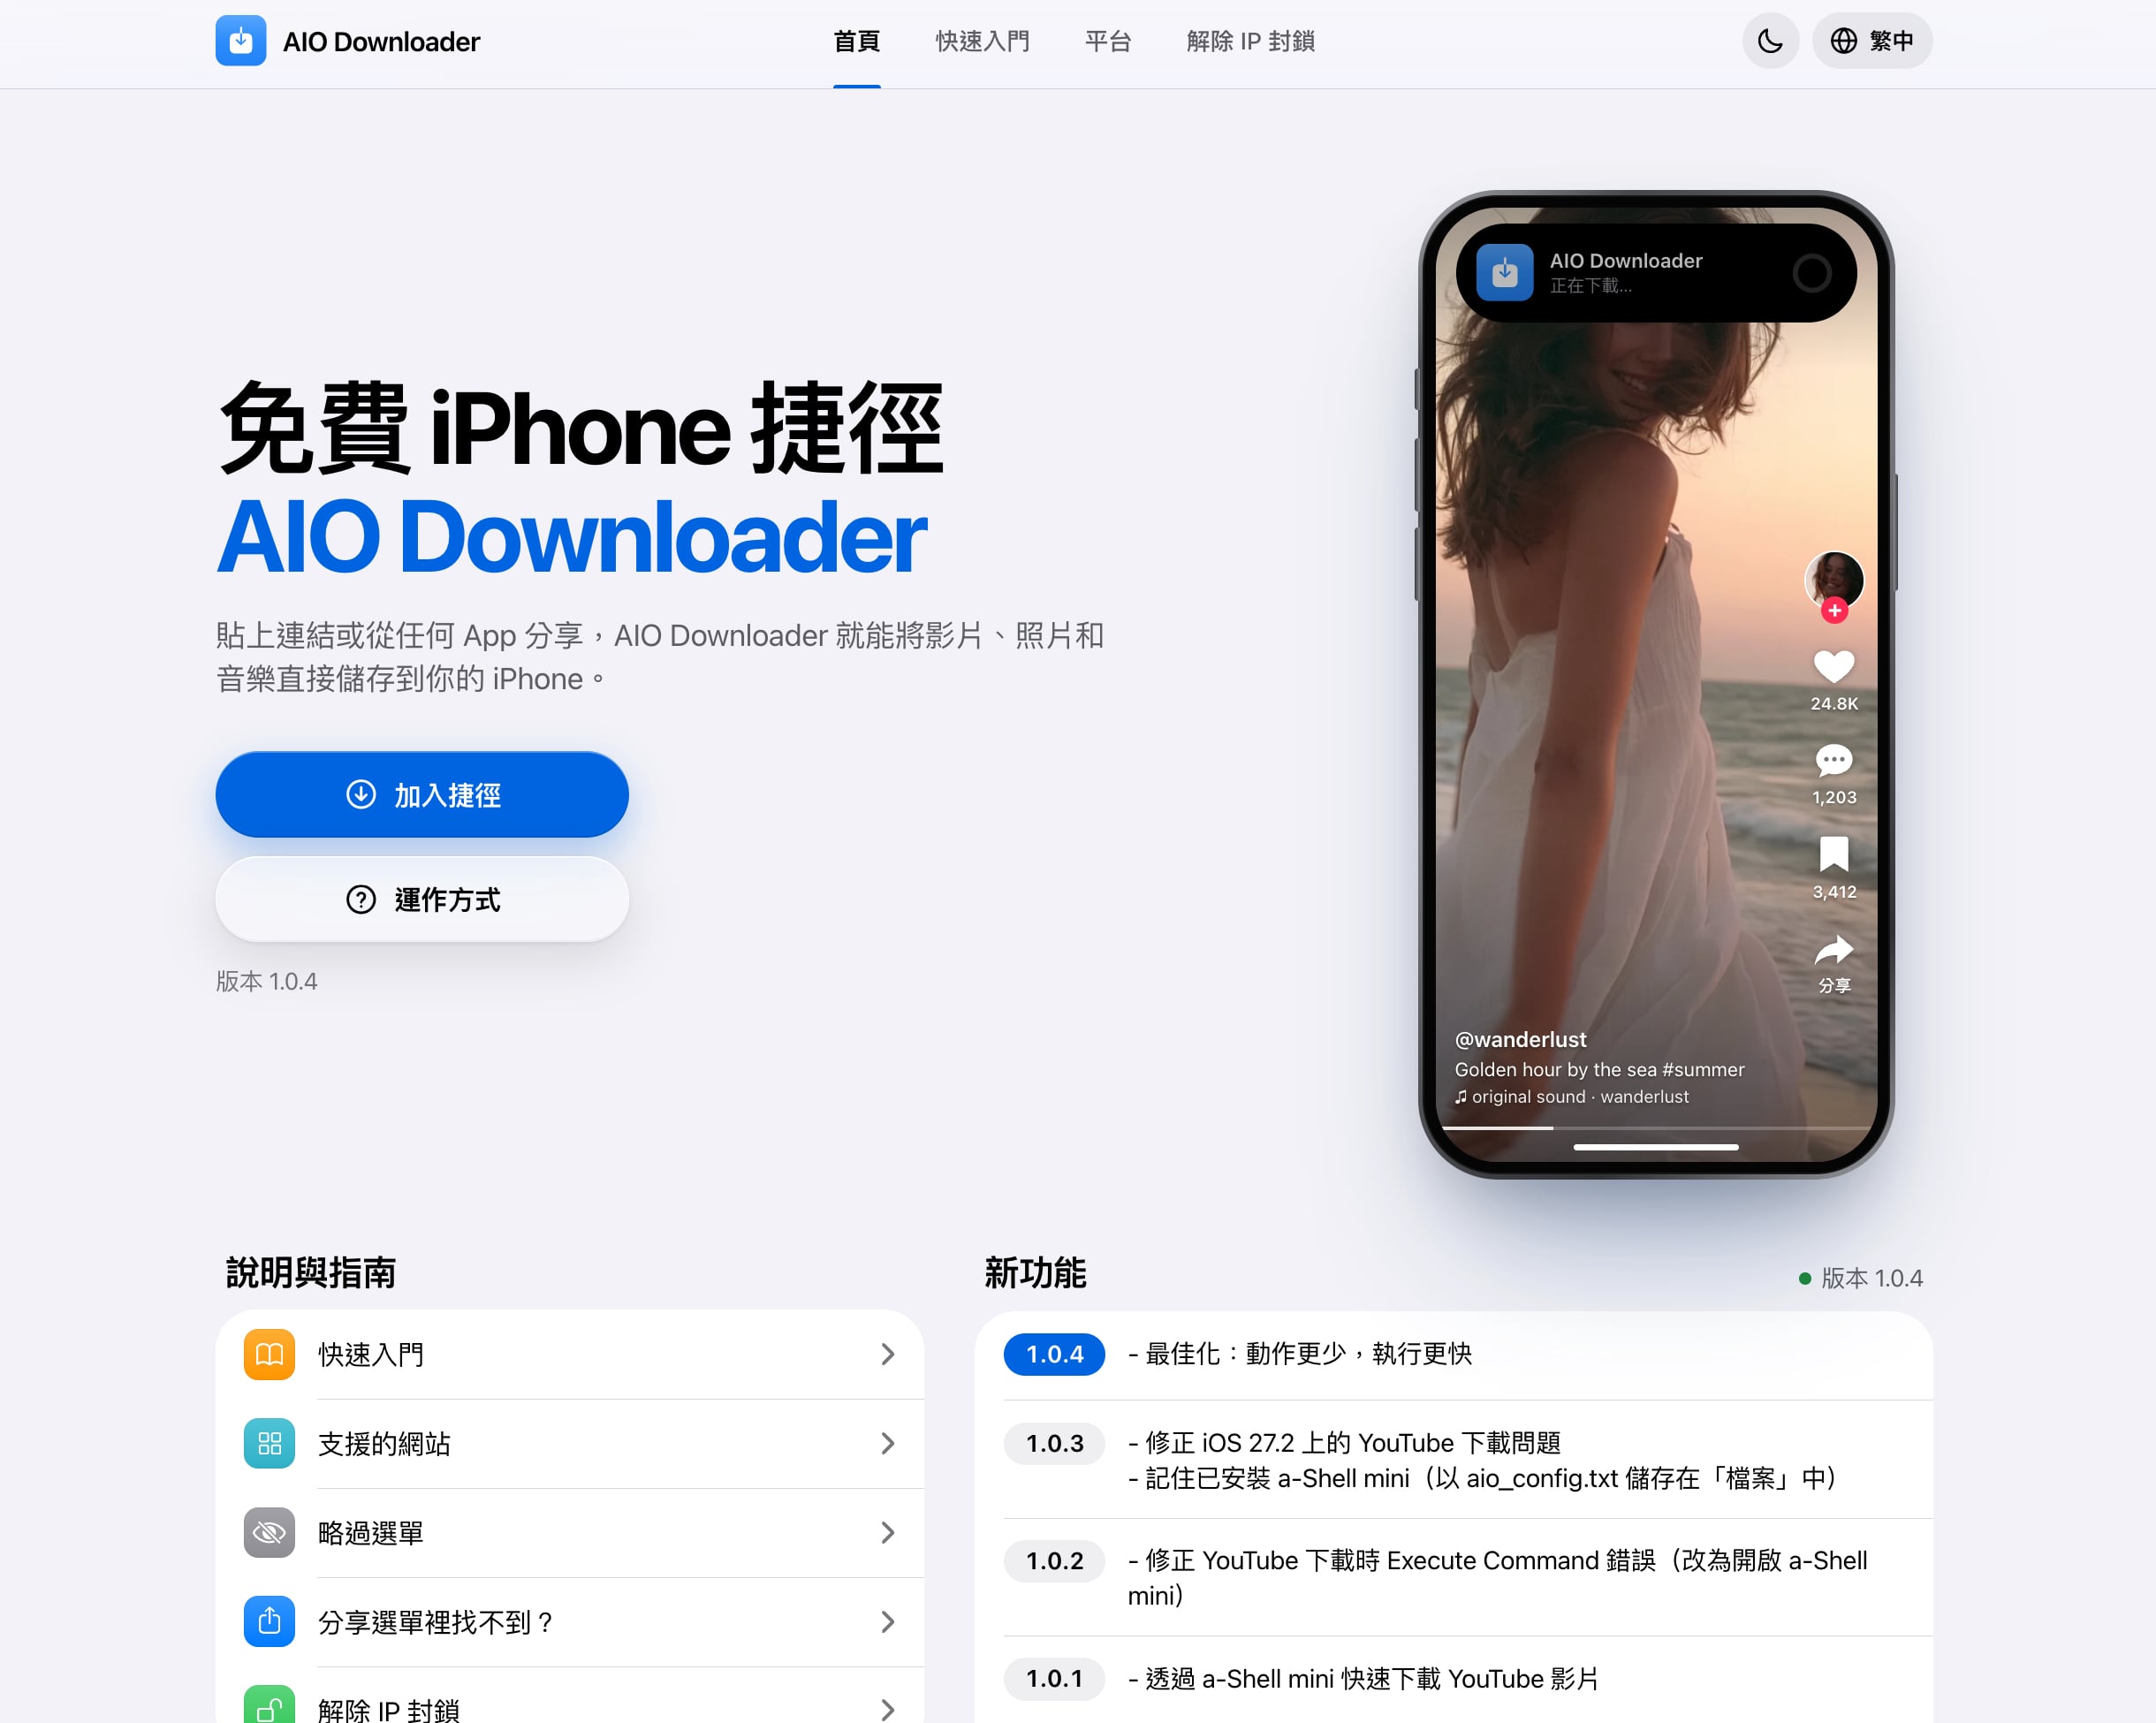 AIO Downloader
首頁
快速入門
平台
解除 IP 封鎖
繁中
免費 iPhone 捷徑
AIO Downloader
貼上連結或從任何 App 分享，AIO Downloader 就能將影片、照片和
音樂直接儲存到你的 iPhone。
加入捷徑
運作方式
版本 1.0.4
AIO Downloader
正在下載...
24.8K
1,203
3,412
分享
@wanderlust
Golden hour by the sea #summer
♫ original sound · wanderlust
說明與指南
快速入門
支援的網站
略過選單
分享選單裡找不到？
解除 IP 封鎖
新功能
版本 1.0.4
1.0.4
- 最佳化：動作更少，執行更快
1.0.3
- 修正 iOS 27.2 上的 YouTube 下載問題
- 記住已安裝 a-Shell mini（以 aio_config.txt 儲存在「檔案」中）
1.0.2
- 修正 YouTube 下載時 Execute Command 錯誤（改為開啟 a-Shell
mini）
1.0.1
- 透過 a-Shell mini 快速下載 YouTube 影片